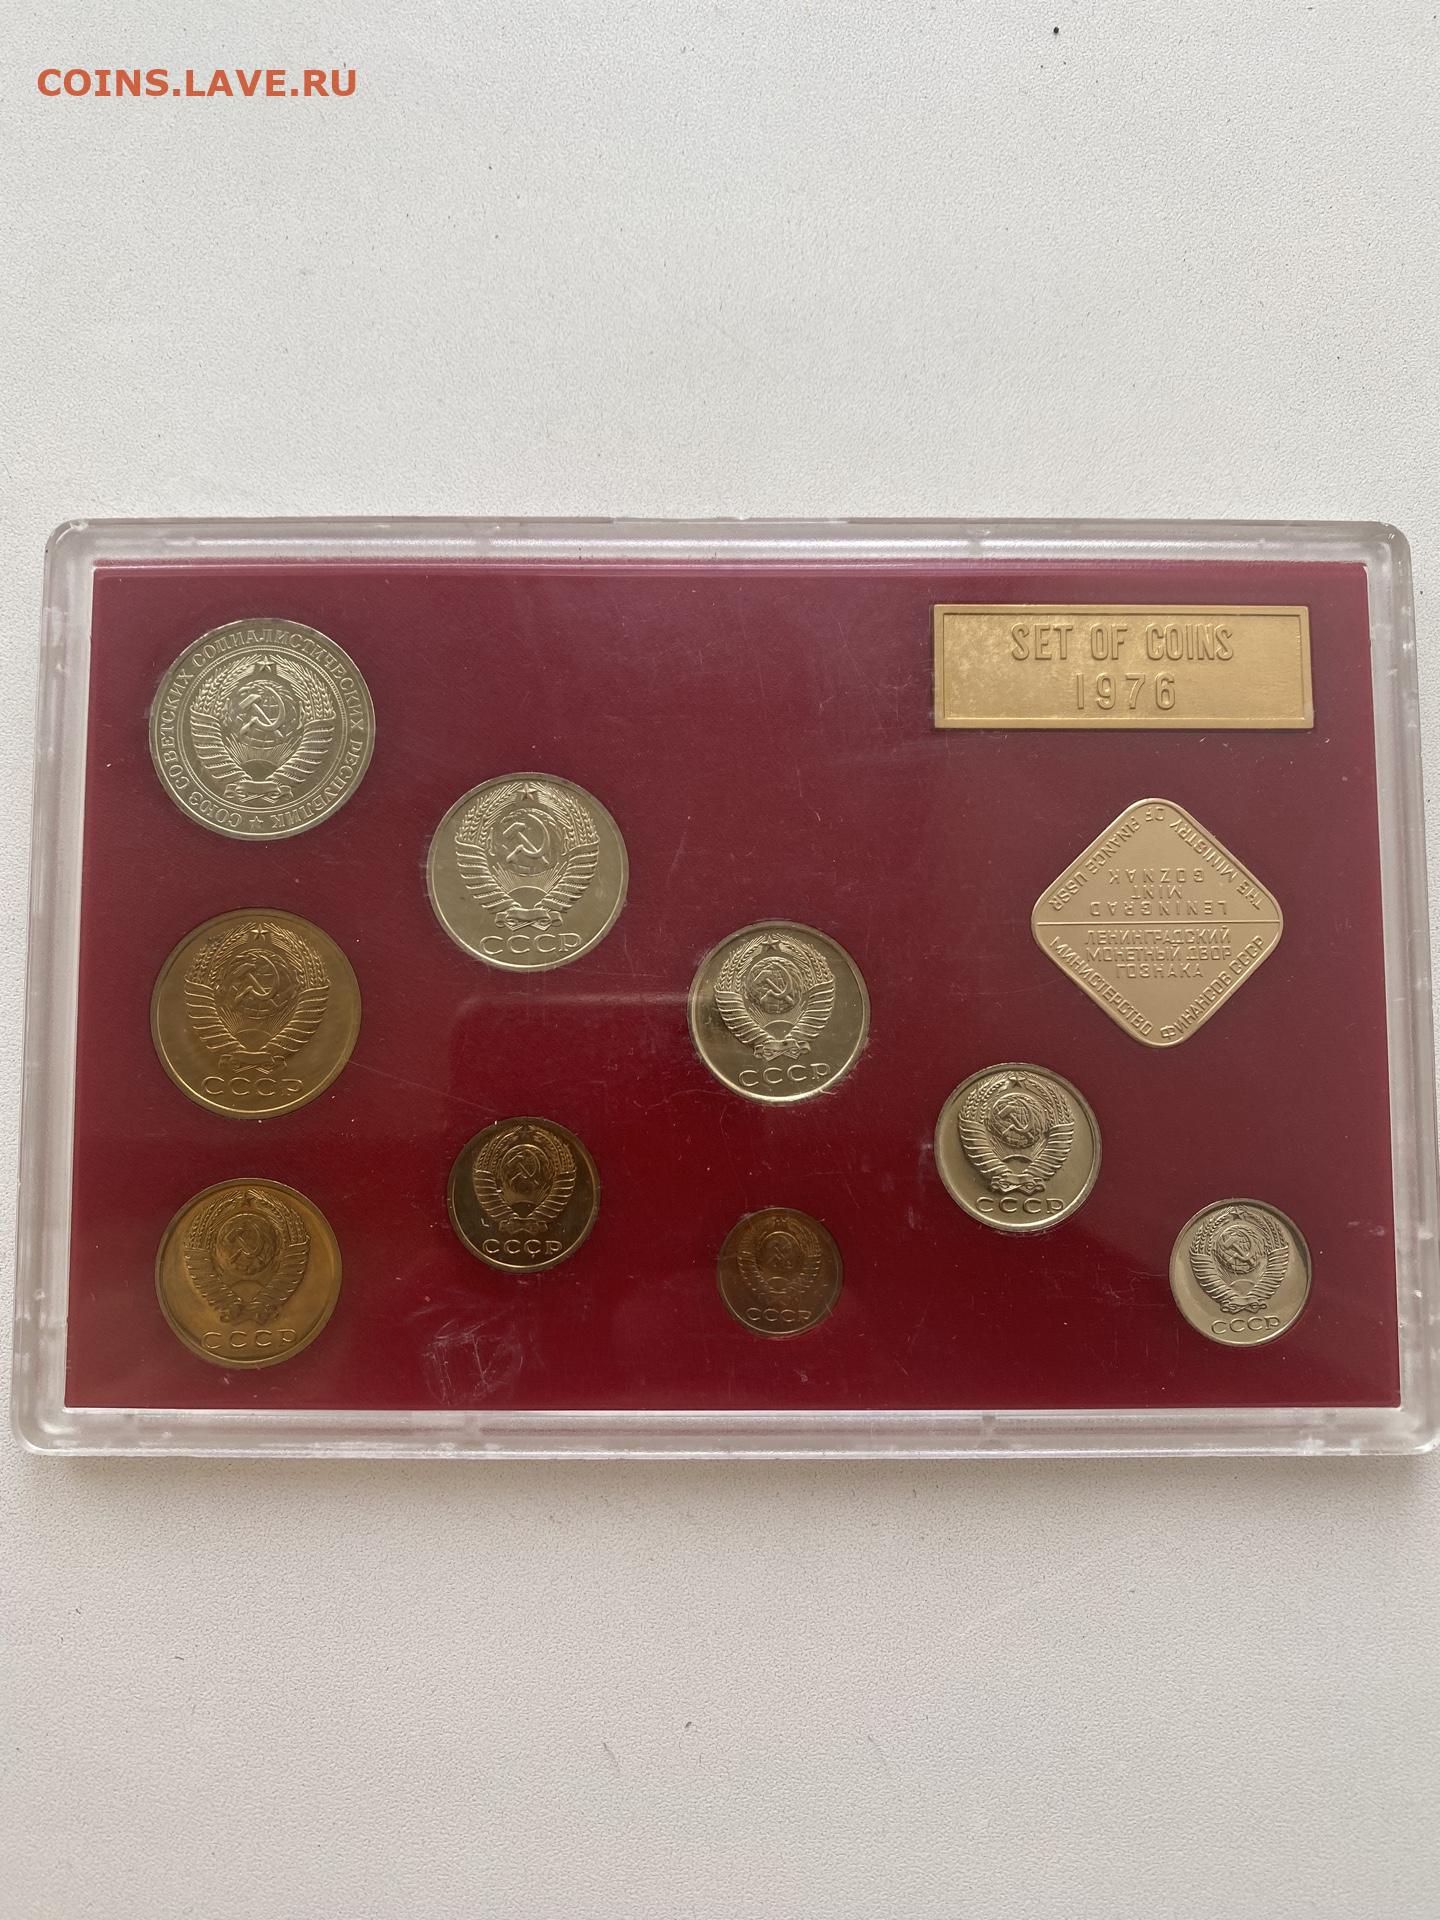 COINS.LAVE.RU
SET OF COINS
1976
СОЮЗ СОВЕТСКИХ СОЦИАЛИСТИЧЕСКИХ РЕСПУБЛИК ★
СССР
THE MINISTRY OF FINANCE USSR
LENINGRAD
MINT
GOZNAK
ЛЕНИНГРАДСКИЙ
МОНЕТНЫЙ ДВОР
ГОЗНАКА
МИНИСТЕРСТВО ФИНАНСОВ СССР
СССР
СССР
СССР
СССР
СССР
СССР
СССР